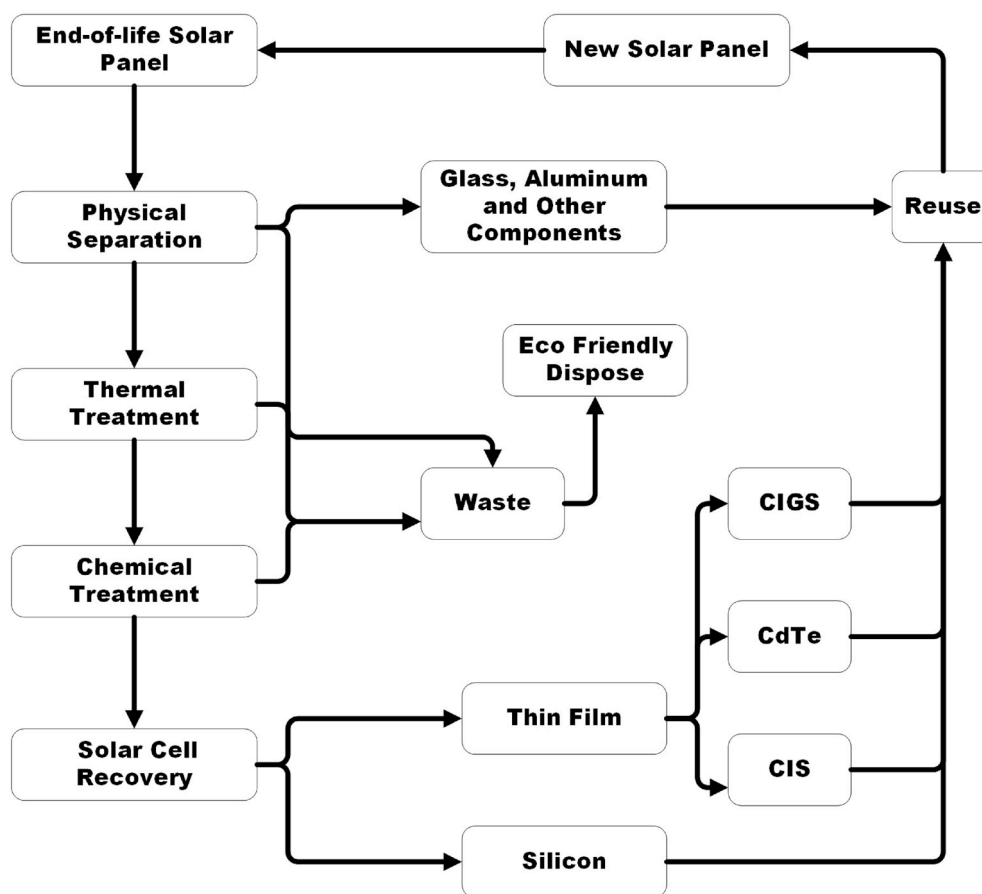 End-of-life Solar
Panel
New Solar Panel
Physical
Separation
Glass, Aluminum
and Other
Components
Reuse
Eco Friendly
Dispose
Thermal
Treatment
Waste
CIGS
Chemical
Treatment
CdTe
Thin Film
Solar Cell
Recovery
CIS
Silicon